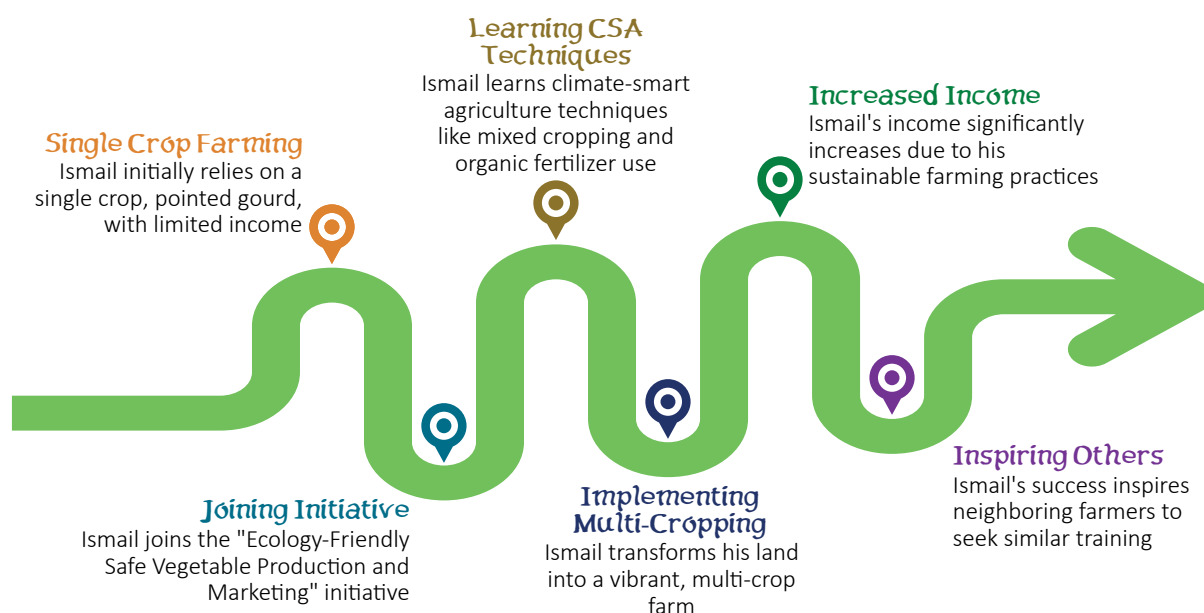 Single Crop Farming
Ismail initially relies on a
single crop, pointed gourd,
with limited income
Joining Initiative
Ismail joins the "Ecology-Friendly
Safe Vegetable Production and
Marketing" initiative
Learning CSA
Techniques
Ismail learns climate-smart
agriculture techniques
like mixed cropping and
organic fertilizer use
Implementing
Multi-Cropping
Ismail transforms his land
into a vibrant, multi-crop
farm
Increased Income
Ismail's income significantly
increases due to his
sustainable farming practices
Inspiring Others
Ismail's success inspires
neighboring farmers to
seek similar training